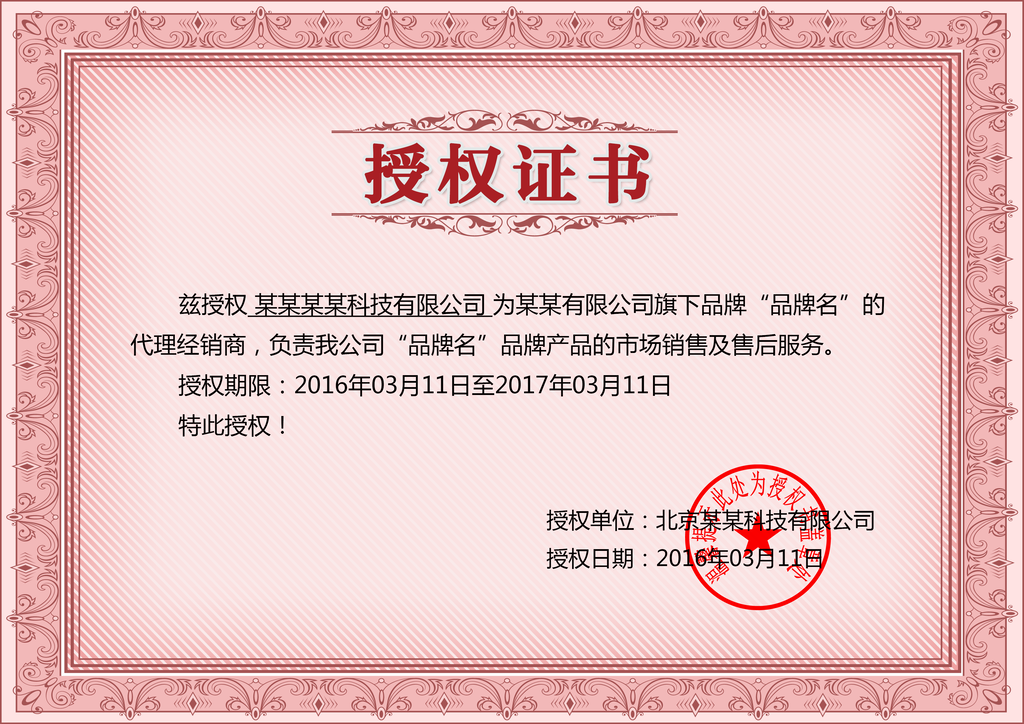 授权证书
兹授权 某某某某科技有限公司 为某某有限公司旗下品牌“品牌名”的
代理经销商，负责我公司“品牌名”品牌产品的市场销售及售后服务。
授权期限：2016年03月11日至2017年03月11日
特此授权！
授权单位：北京某某科技有限公司
授权日期：2016年03月11日
此处为授权
盖章处